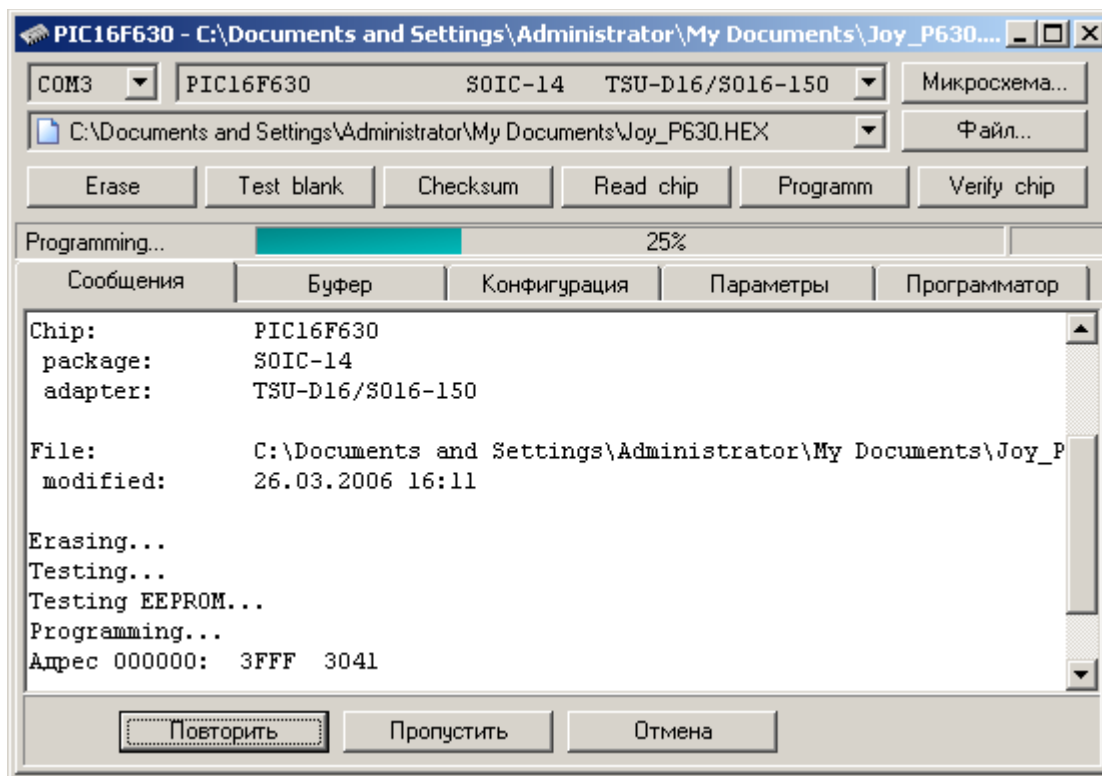 PIC16F630 - C:\Documents and Settings\Administrator\My Documents\Joy_P630....
COM3 PIC16F630 SOIC-14 TSU-D16/SO16-150 Микросхема...
C:\Documents and Settings\Administrator\My Documents\Joy_P630.HEX Файл...
Erase Test blank Checksum Read chip Programm Verify chip
Programming... 25%
Сообщения Буфер Конфигурация Параметры Программатор
Chip: PIC16F630
package: SOIC-14
adapter: TSU-D16/SO16-150
File: C:\Documents and Settings\Administrator\My Documents\Joy_P
modified: 26.03.2006 16:11
Erasing...
Testing...
Testing EEPROM...
Programming...
Адрес 000000: 3FFF 3041
Повторить Пропустить Отмена